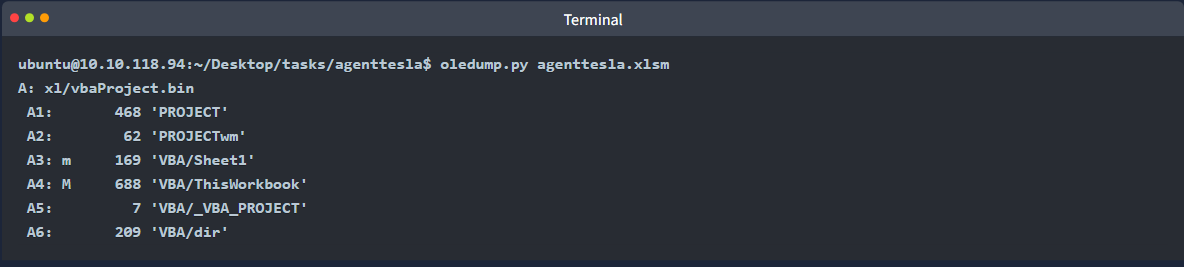 Terminal
ubuntu@10.10.118.94:~/Desktop/tasks/agenttesla$ oledump.py agenttesla.xlsm
A: xl/vbaProject.bin
 A1:       468 'PROJECT'
 A2:        62 'PROJECTwm'
 A3: m     169 'VBA/Sheet1'
 A4: M     688 'VBA/ThisWorkbook'
 A5:         7 'VBA/_VBA_PROJECT'
 A6:       209 'VBA/dir'